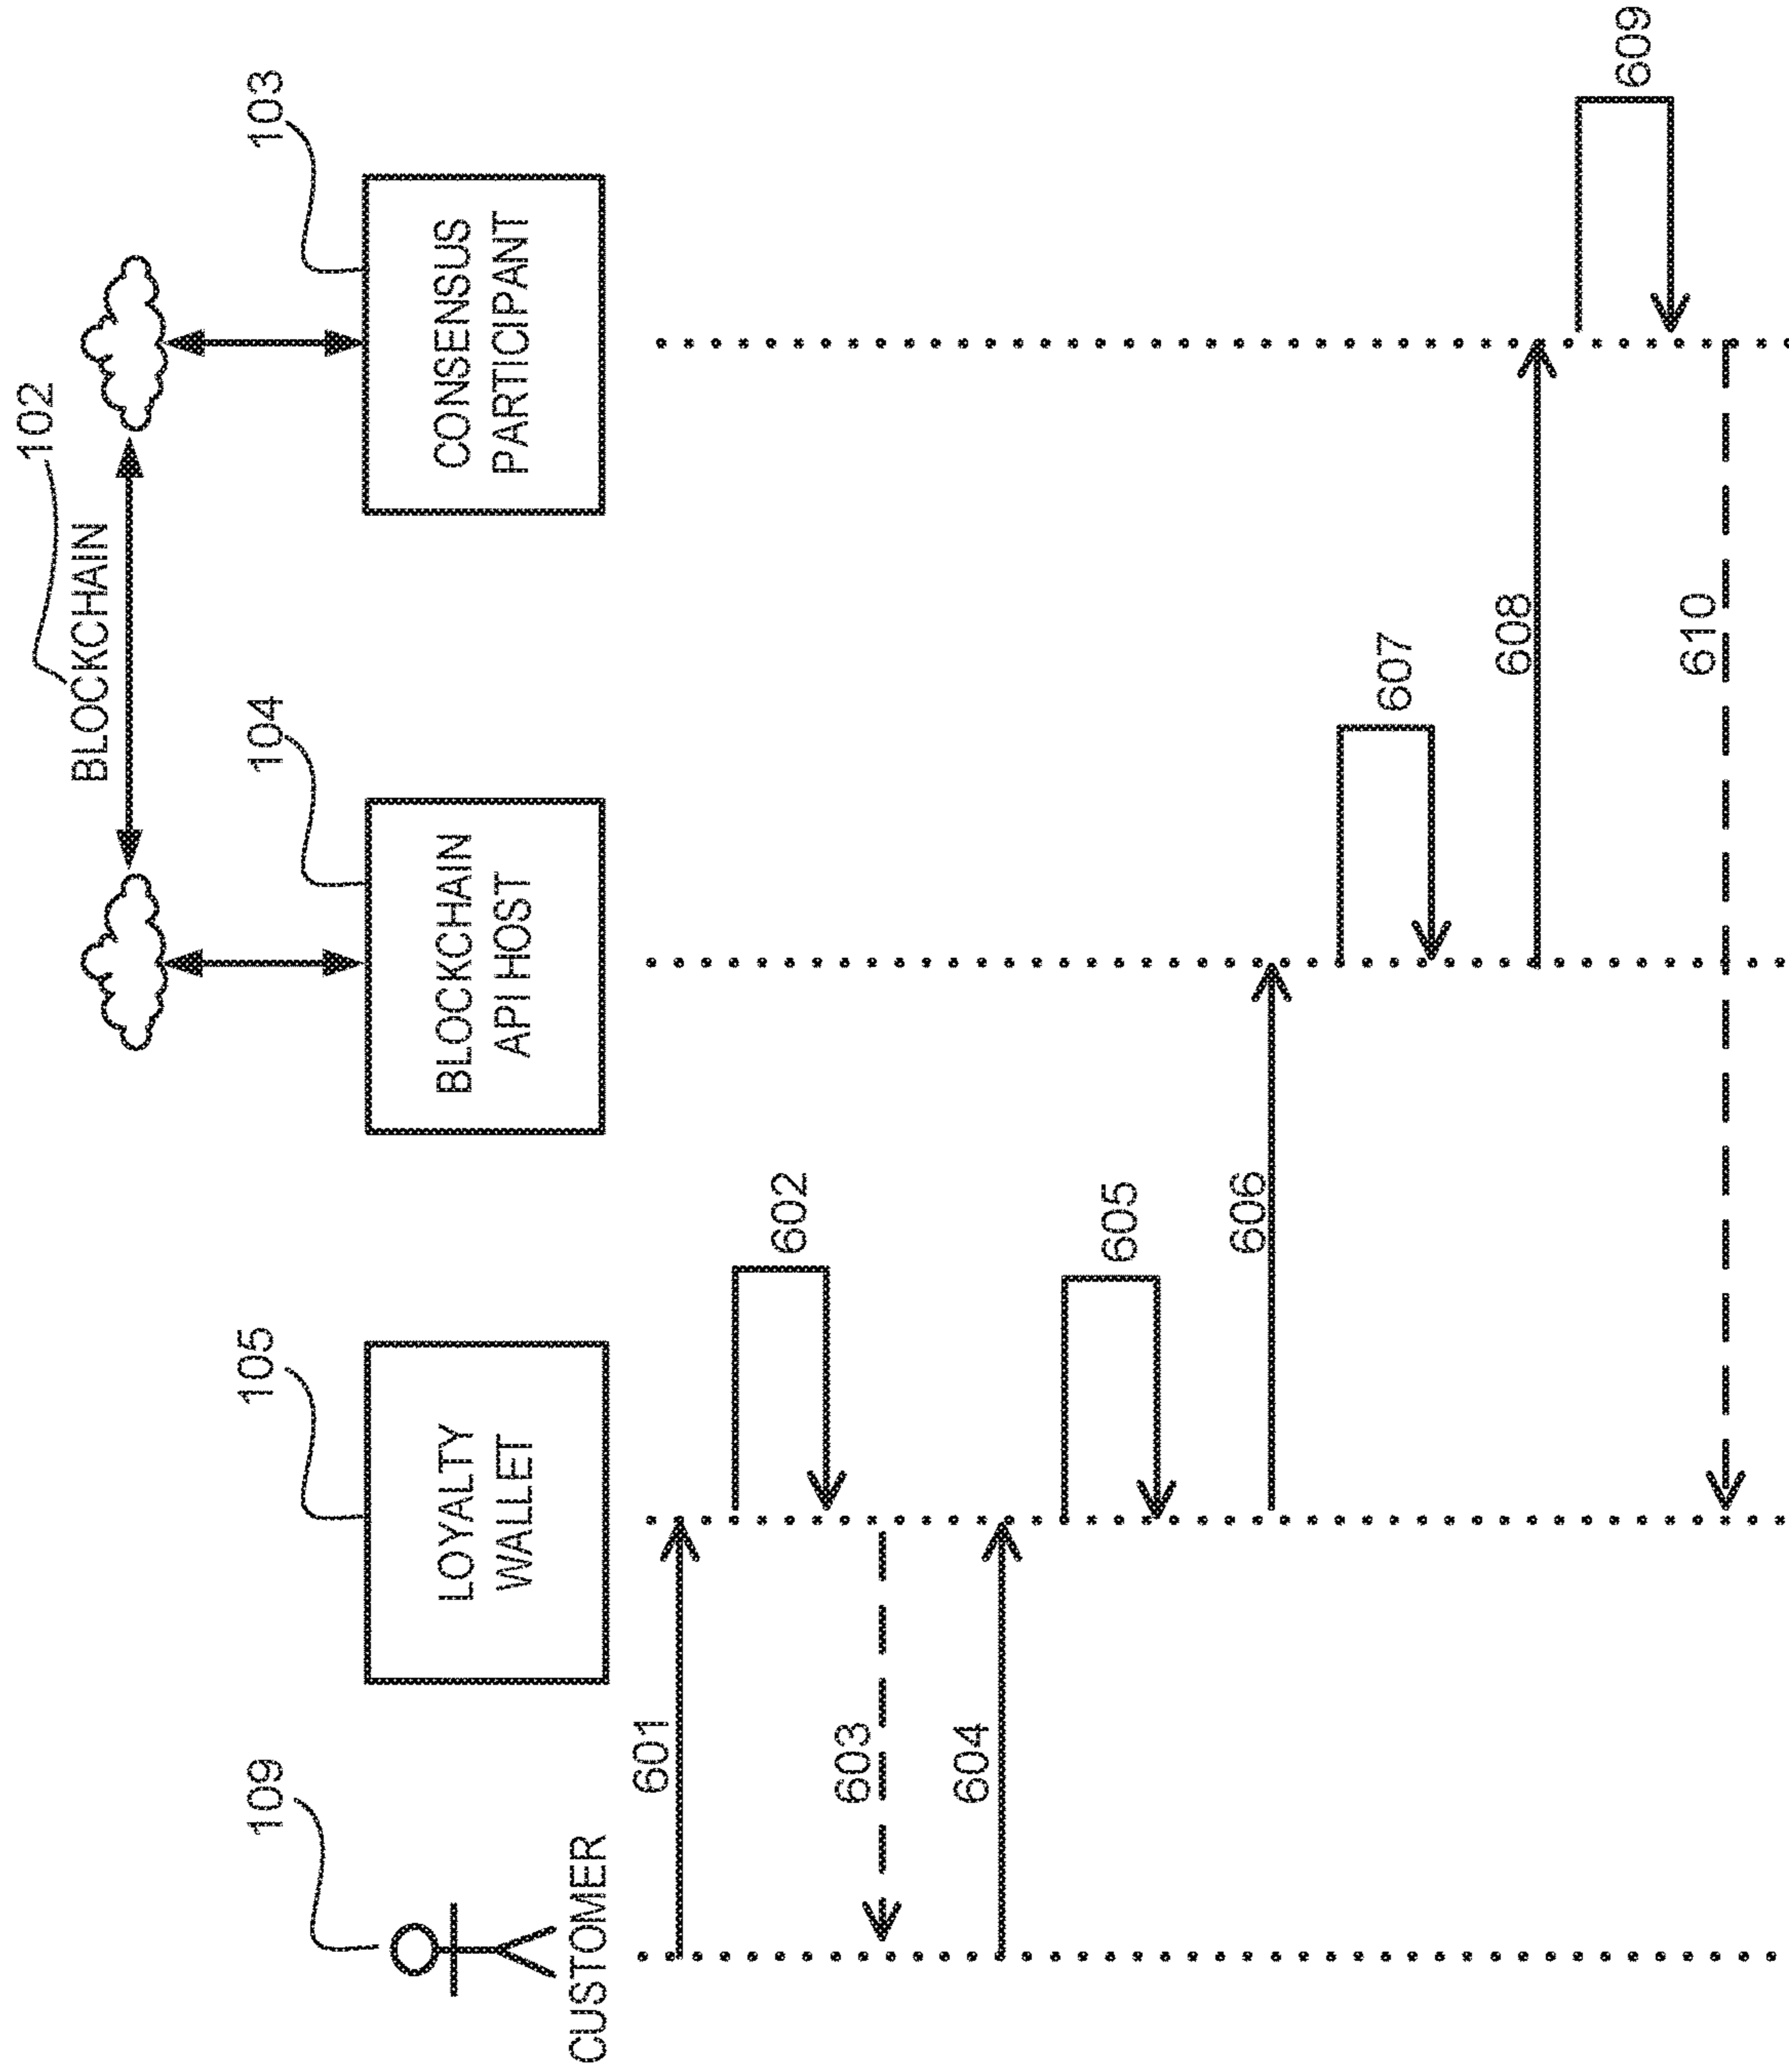 102
BLOCKCHAIN
109
105
104
103
CUSTOMER
LOYALTY
WALLET
BLOCKCHAIN
API HOST
CONSENSUS
PARTICIPANT
601
602
603
604
605
606
607
608
609
610